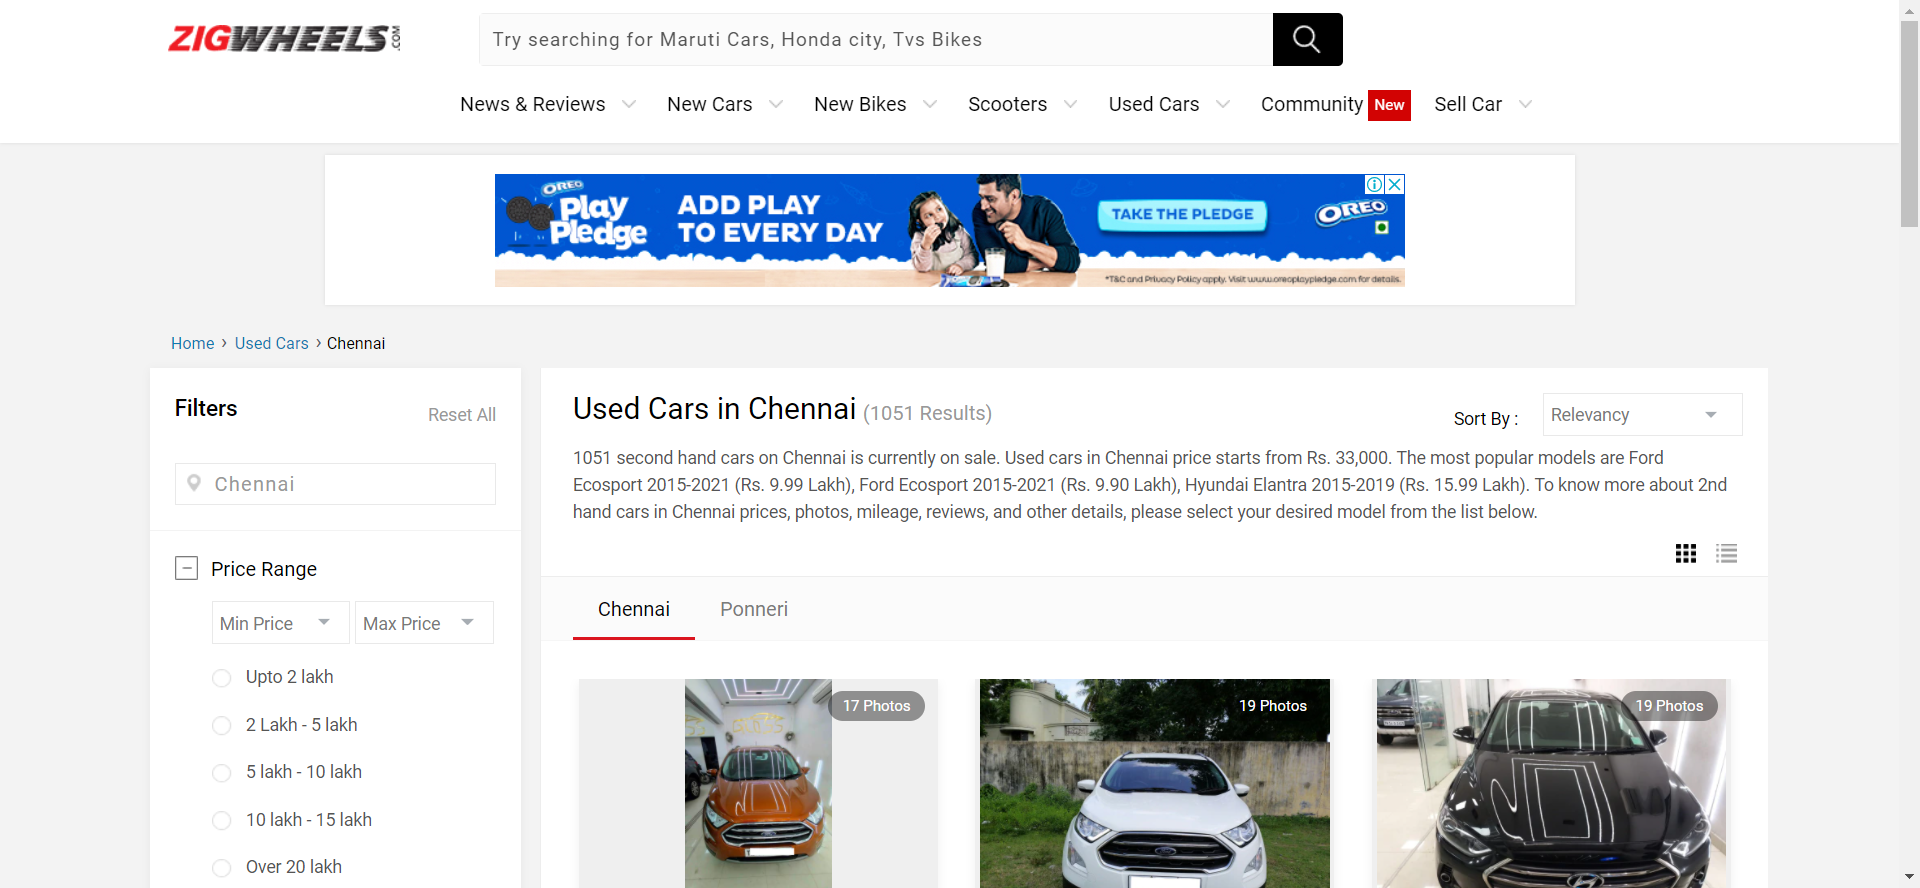 ZIGWHEELS.COM
Try searching for Maruti Cars, Honda city, Tvs Bikes
News & Reviews
New Cars
New Bikes
Scooters
Used Cars
Community New
Sell Car
OREO
Play
Pledge
ADD PLAY
TO EVERY DAY
TAKE THE PLEDGE
OREO
*T&C and Privacy Policy apply. Visit www.oreoplaypledge.com for details.
Home › Used Cars › Chennai
Filters
Reset All
Chennai
Price Range
Min Price
Max Price
Upto 2 lakh
2 Lakh - 5 lakh
5 lakh - 10 lakh
10 lakh - 15 lakh
Over 20 lakh
Used Cars in Chennai (1051 Results)
Sort By :
Relevancy
1051 second hand cars on Chennai is currently on sale. Used cars in Chennai price starts from Rs. 33,000. The most popular models are Ford
Ecosport 2015-2021 (Rs. 9.99 Lakh), Ford Ecosport 2015-2021 (Rs. 9.90 Lakh), Hyundai Elantra 2015-2019 (Rs. 15.99 Lakh). To know more about 2nd
hand cars in Chennai prices, photos, mileage, reviews, and other details, please select your desired model from the list below.
Chennai
Ponneri
17 Photos
19 Photos
19 Photos